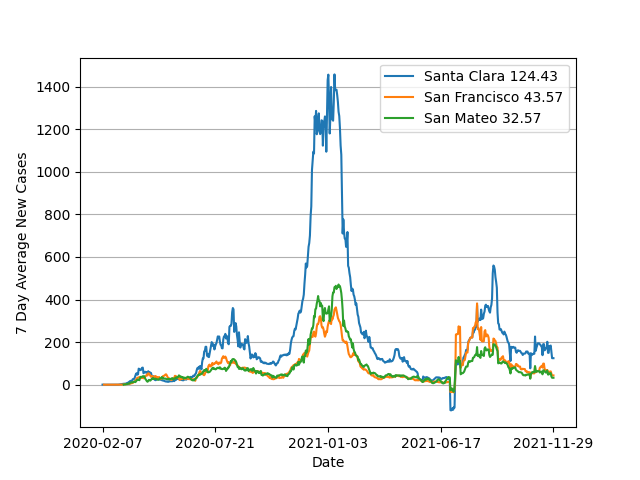 Santa Clara 124.43
San Francisco 43.57
San Mateo 32.57
7 Day Average New Cases
1400
1200
1000
800
600
400
200
0
2020-02-07 2020-07-21 2021-01-03 2021-06-17 2021-11-29
Date